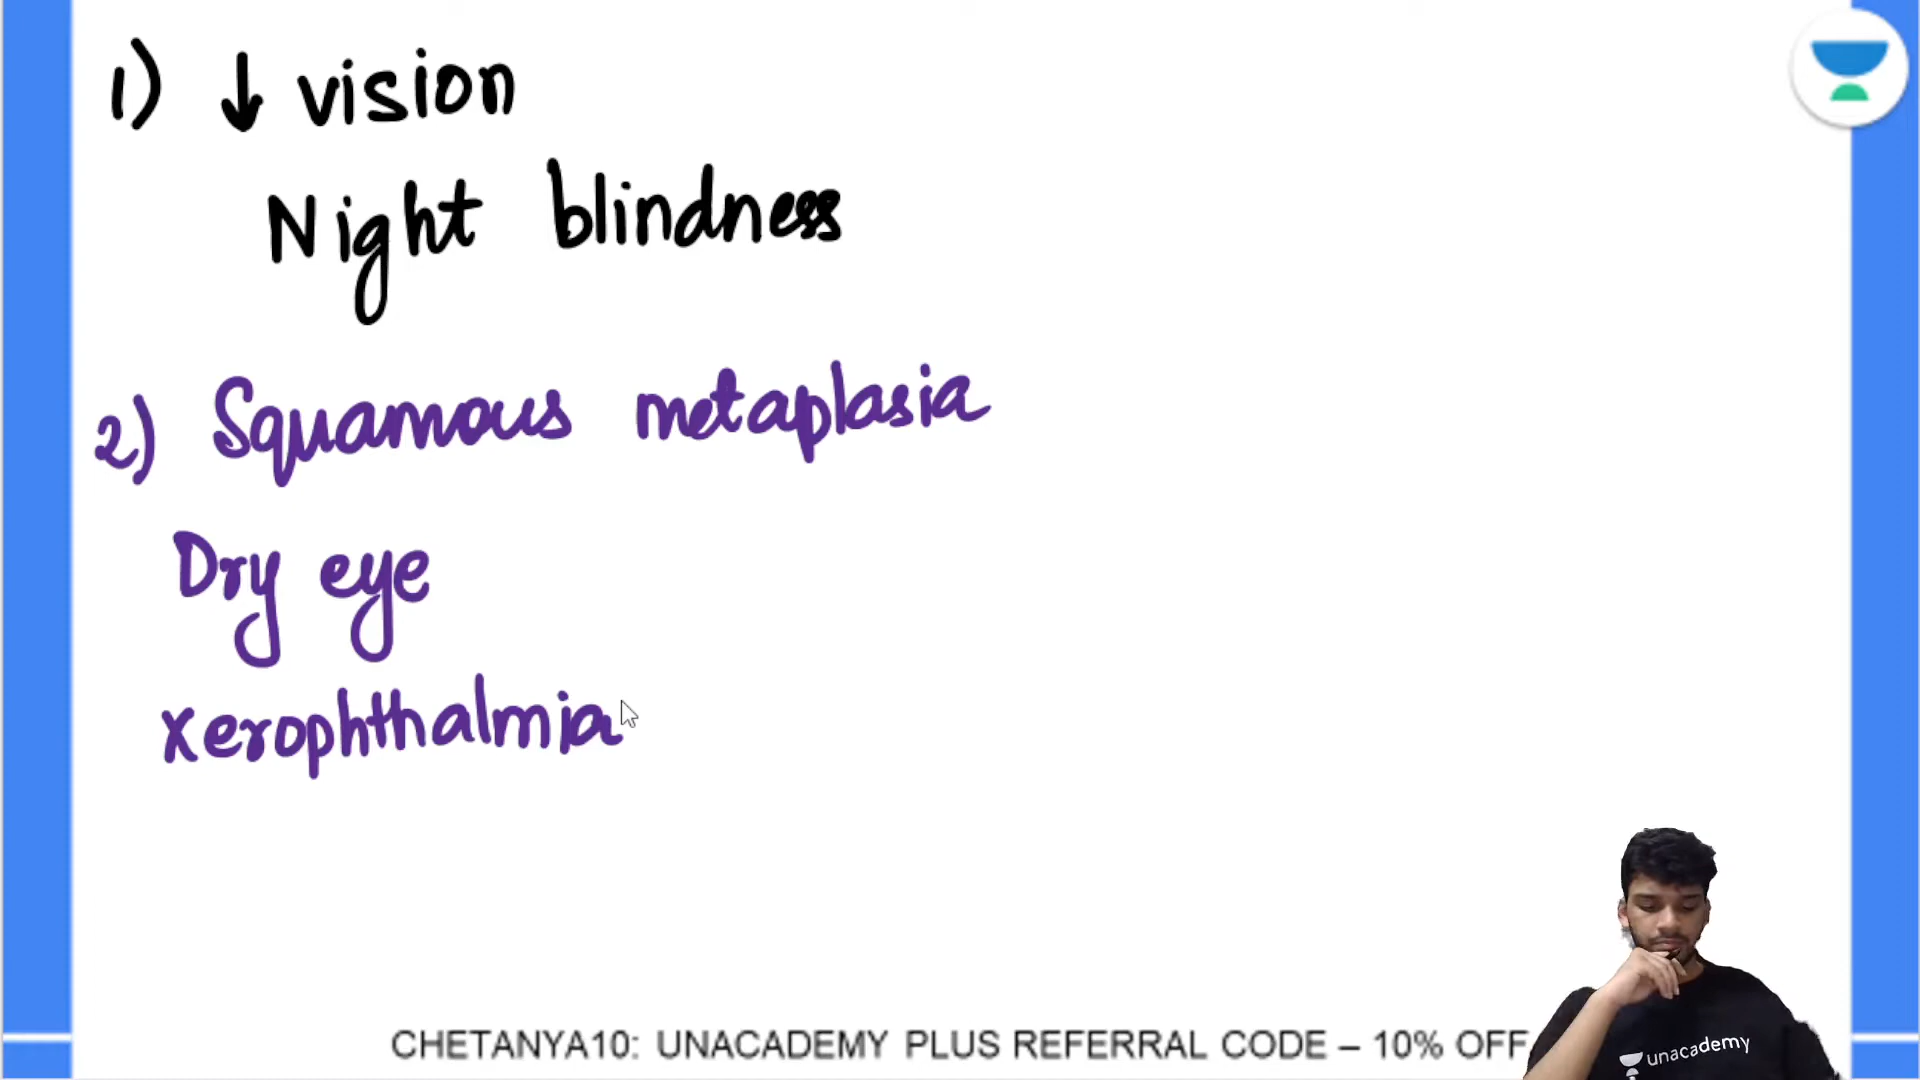 1) ↓ vision
Night blindness
2) Squamous metaplasia
Dry eye
xerophthalmia
CHETANYA10: UNACADEMY PLUS REFERRAL CODE – 10% OFF
unacademy